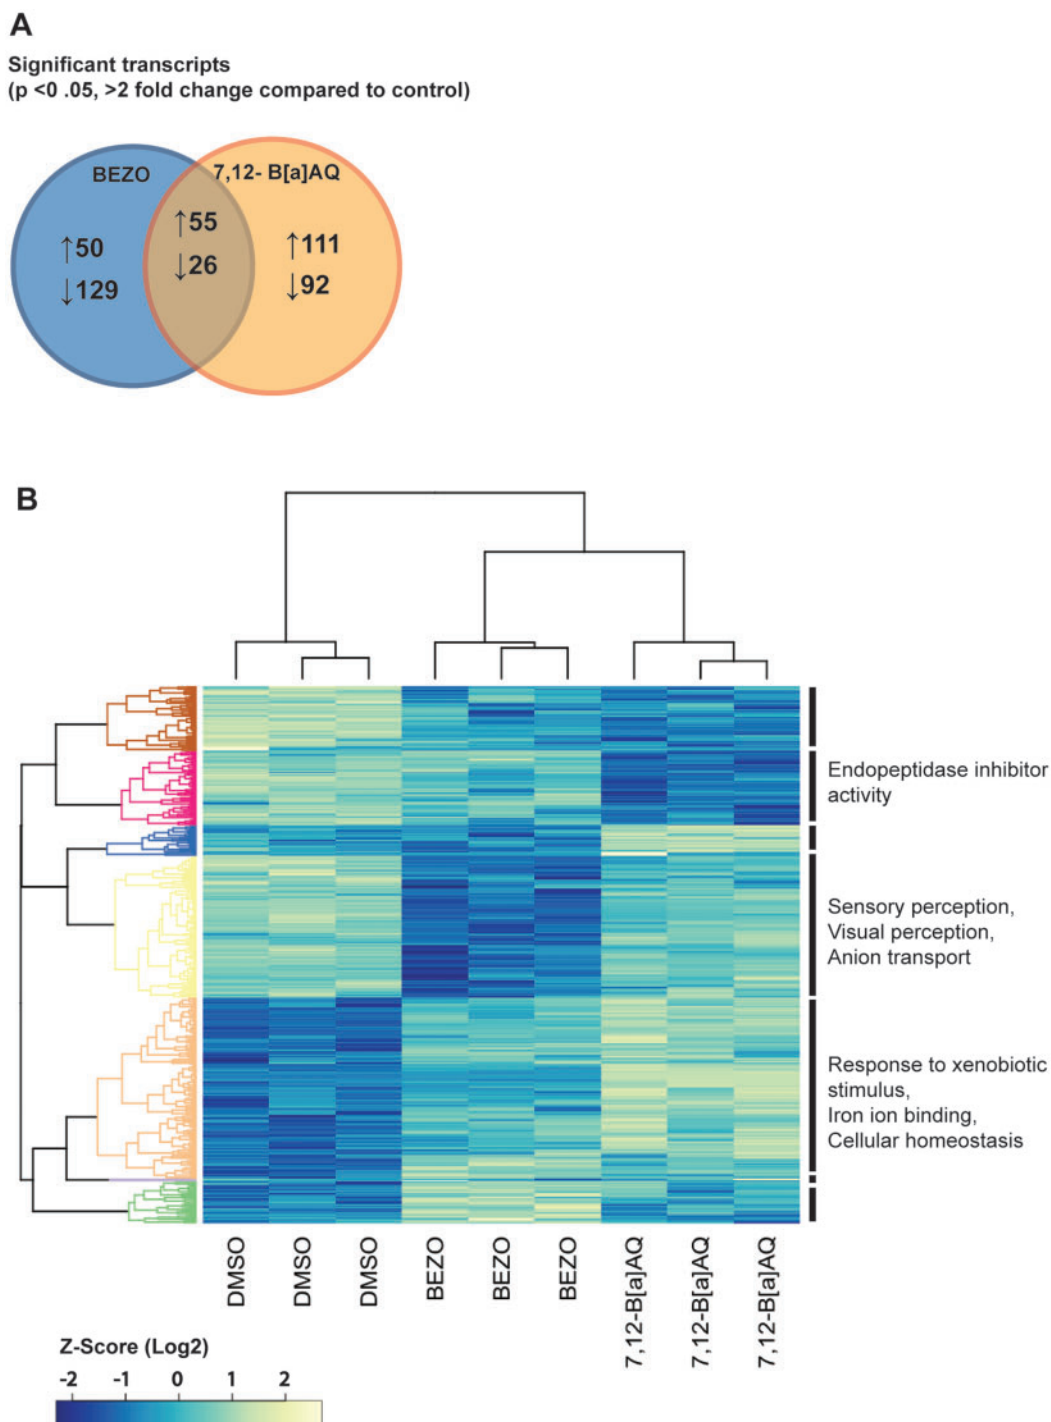 A
Significant transcripts
(p <0 .05, >2 fold change compared to control)
BEZO
7,12- B[a]AQ
↑50
↓129
↑55
↓26
↑111
↓92
B
Endopeptidase inhibitor
activity
Sensory perception,
Visual perception,
Anion transport
Response to xenobiotic
stimulus,
Iron ion binding,
Cellular homeostasis
DMSO
DMSO
DMSO
BEZO
BEZO
BEZO
7,12-B[a]AQ
7,12-B[a]AQ
7,12-B[a]AQ
Z-Score (Log2)
-2 -1 0 1 2